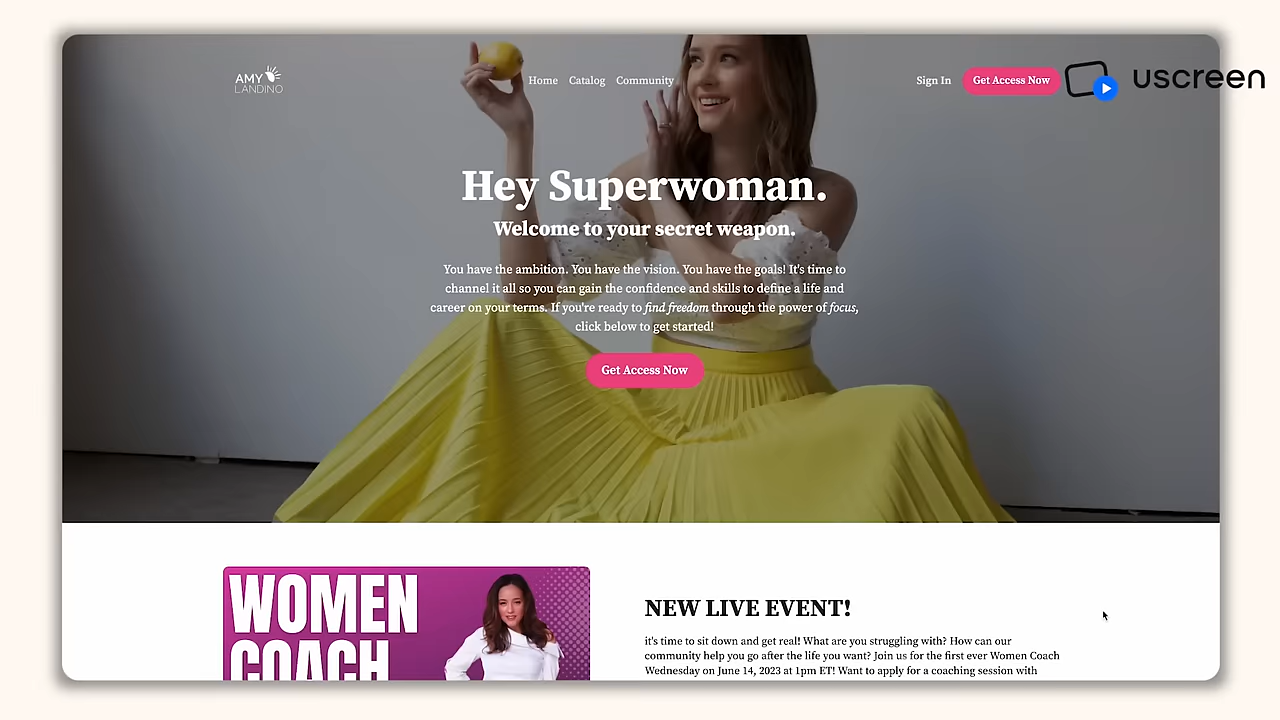 AMY
LANDINO
Home Catalog Community
Sign In
Get Access Now
uscreen
Hey Superwoman.
Welcome to your secret weapon.
You have the ambition. You have the vision. You have the goals! It's time to
channel it all so you can gain the confidence and skills to define a life and
career on your terms. If you're ready to find freedom through the power of focus,
click below to get started!
Get Access Now
WOMEN
COACH
NEW LIVE EVENT!
it's time to sit down and get real! What are you struggling with? How can our
community help you go after the life you want? Join us for the first ever Women Coach
Wednesday on June 14, 2023 at 1pm ET! Want to apply for a coaching session with